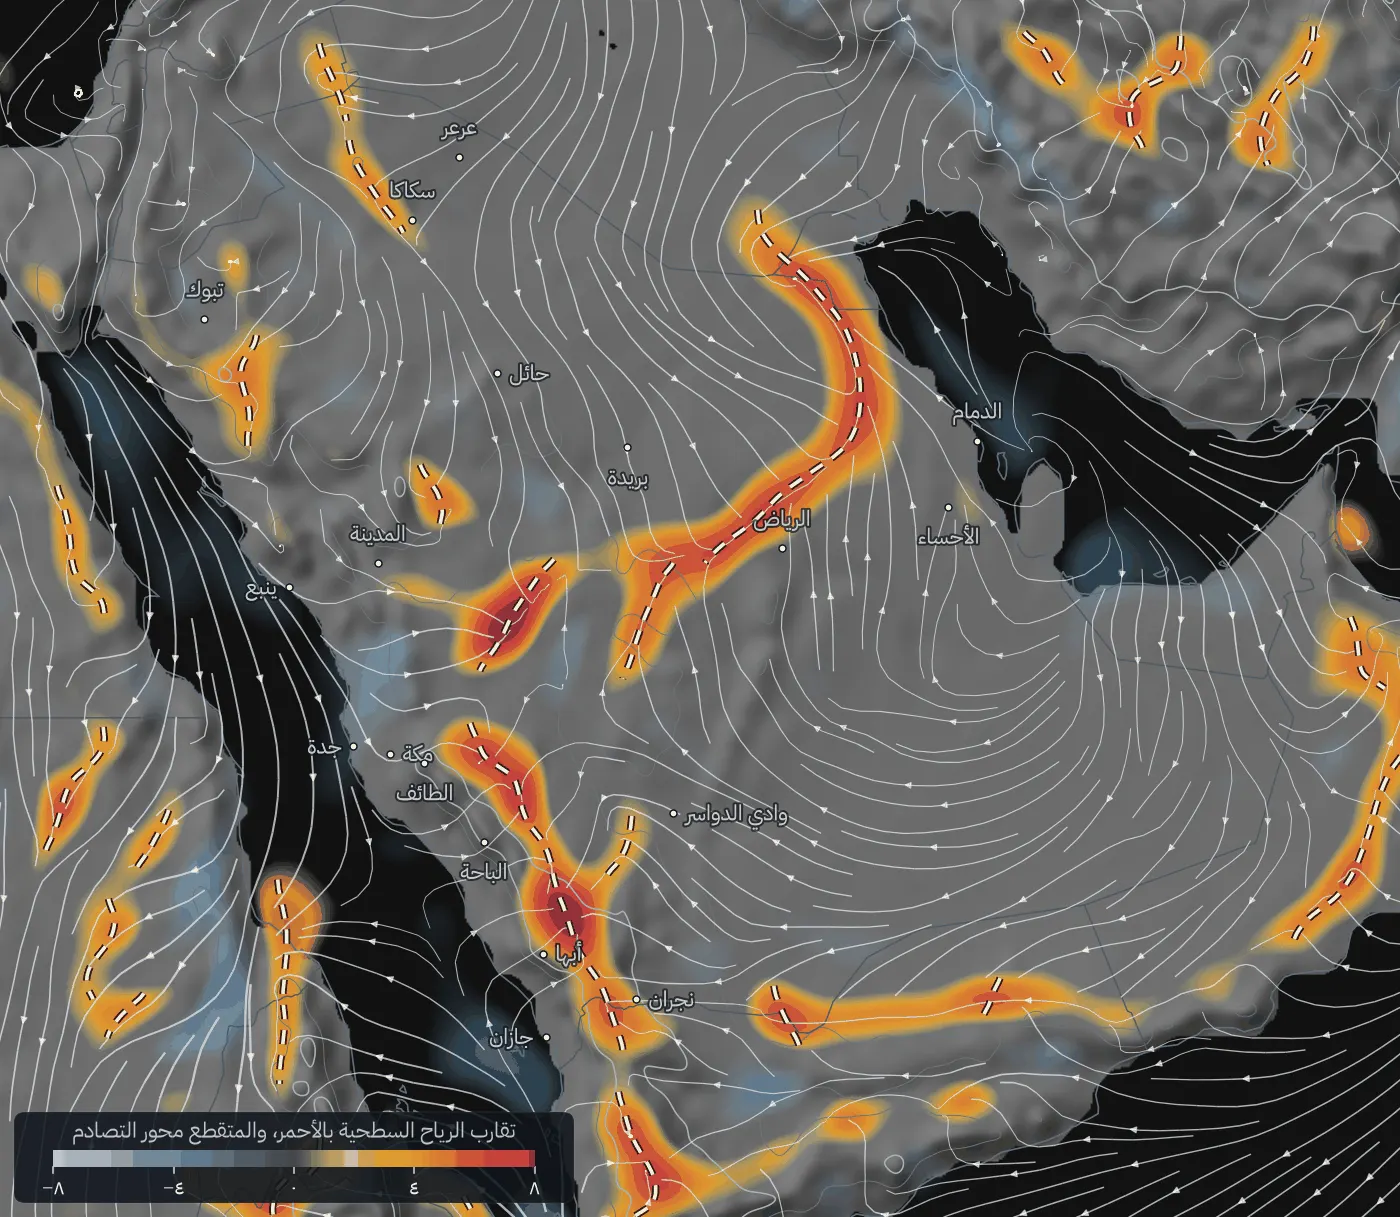 عرعر
سكاكا
تبوك
حائل
الدمام
بريدة
الرياض
المدينة
الأحساء
ينبع
جدة
مكة
الطائف
وادي الدواسر
الباحة
أبها
نجران
جازان
تقارب الرياح السطحية بالأحمر، والمتقطع محور التصادم
−٨ −٤ ٠ ٤ ٨